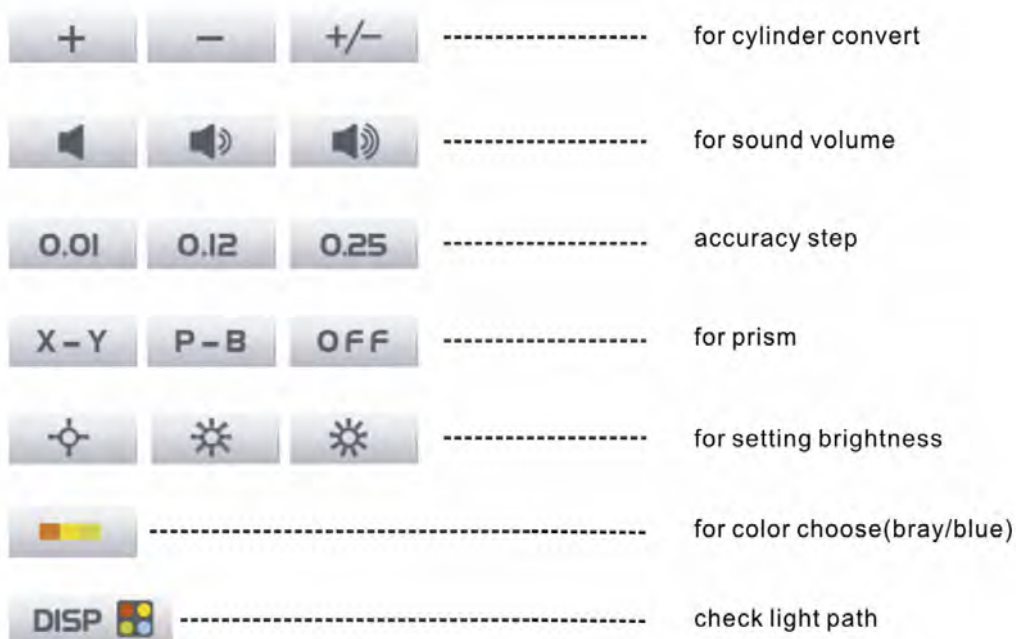 + − +/− for cylinder convert
for sound volume
0.01 0.12 0.25 accuracy step
X-Y P-B OFF for prism
for setting brightness
for color choose(bray/blue)
DISP check light path